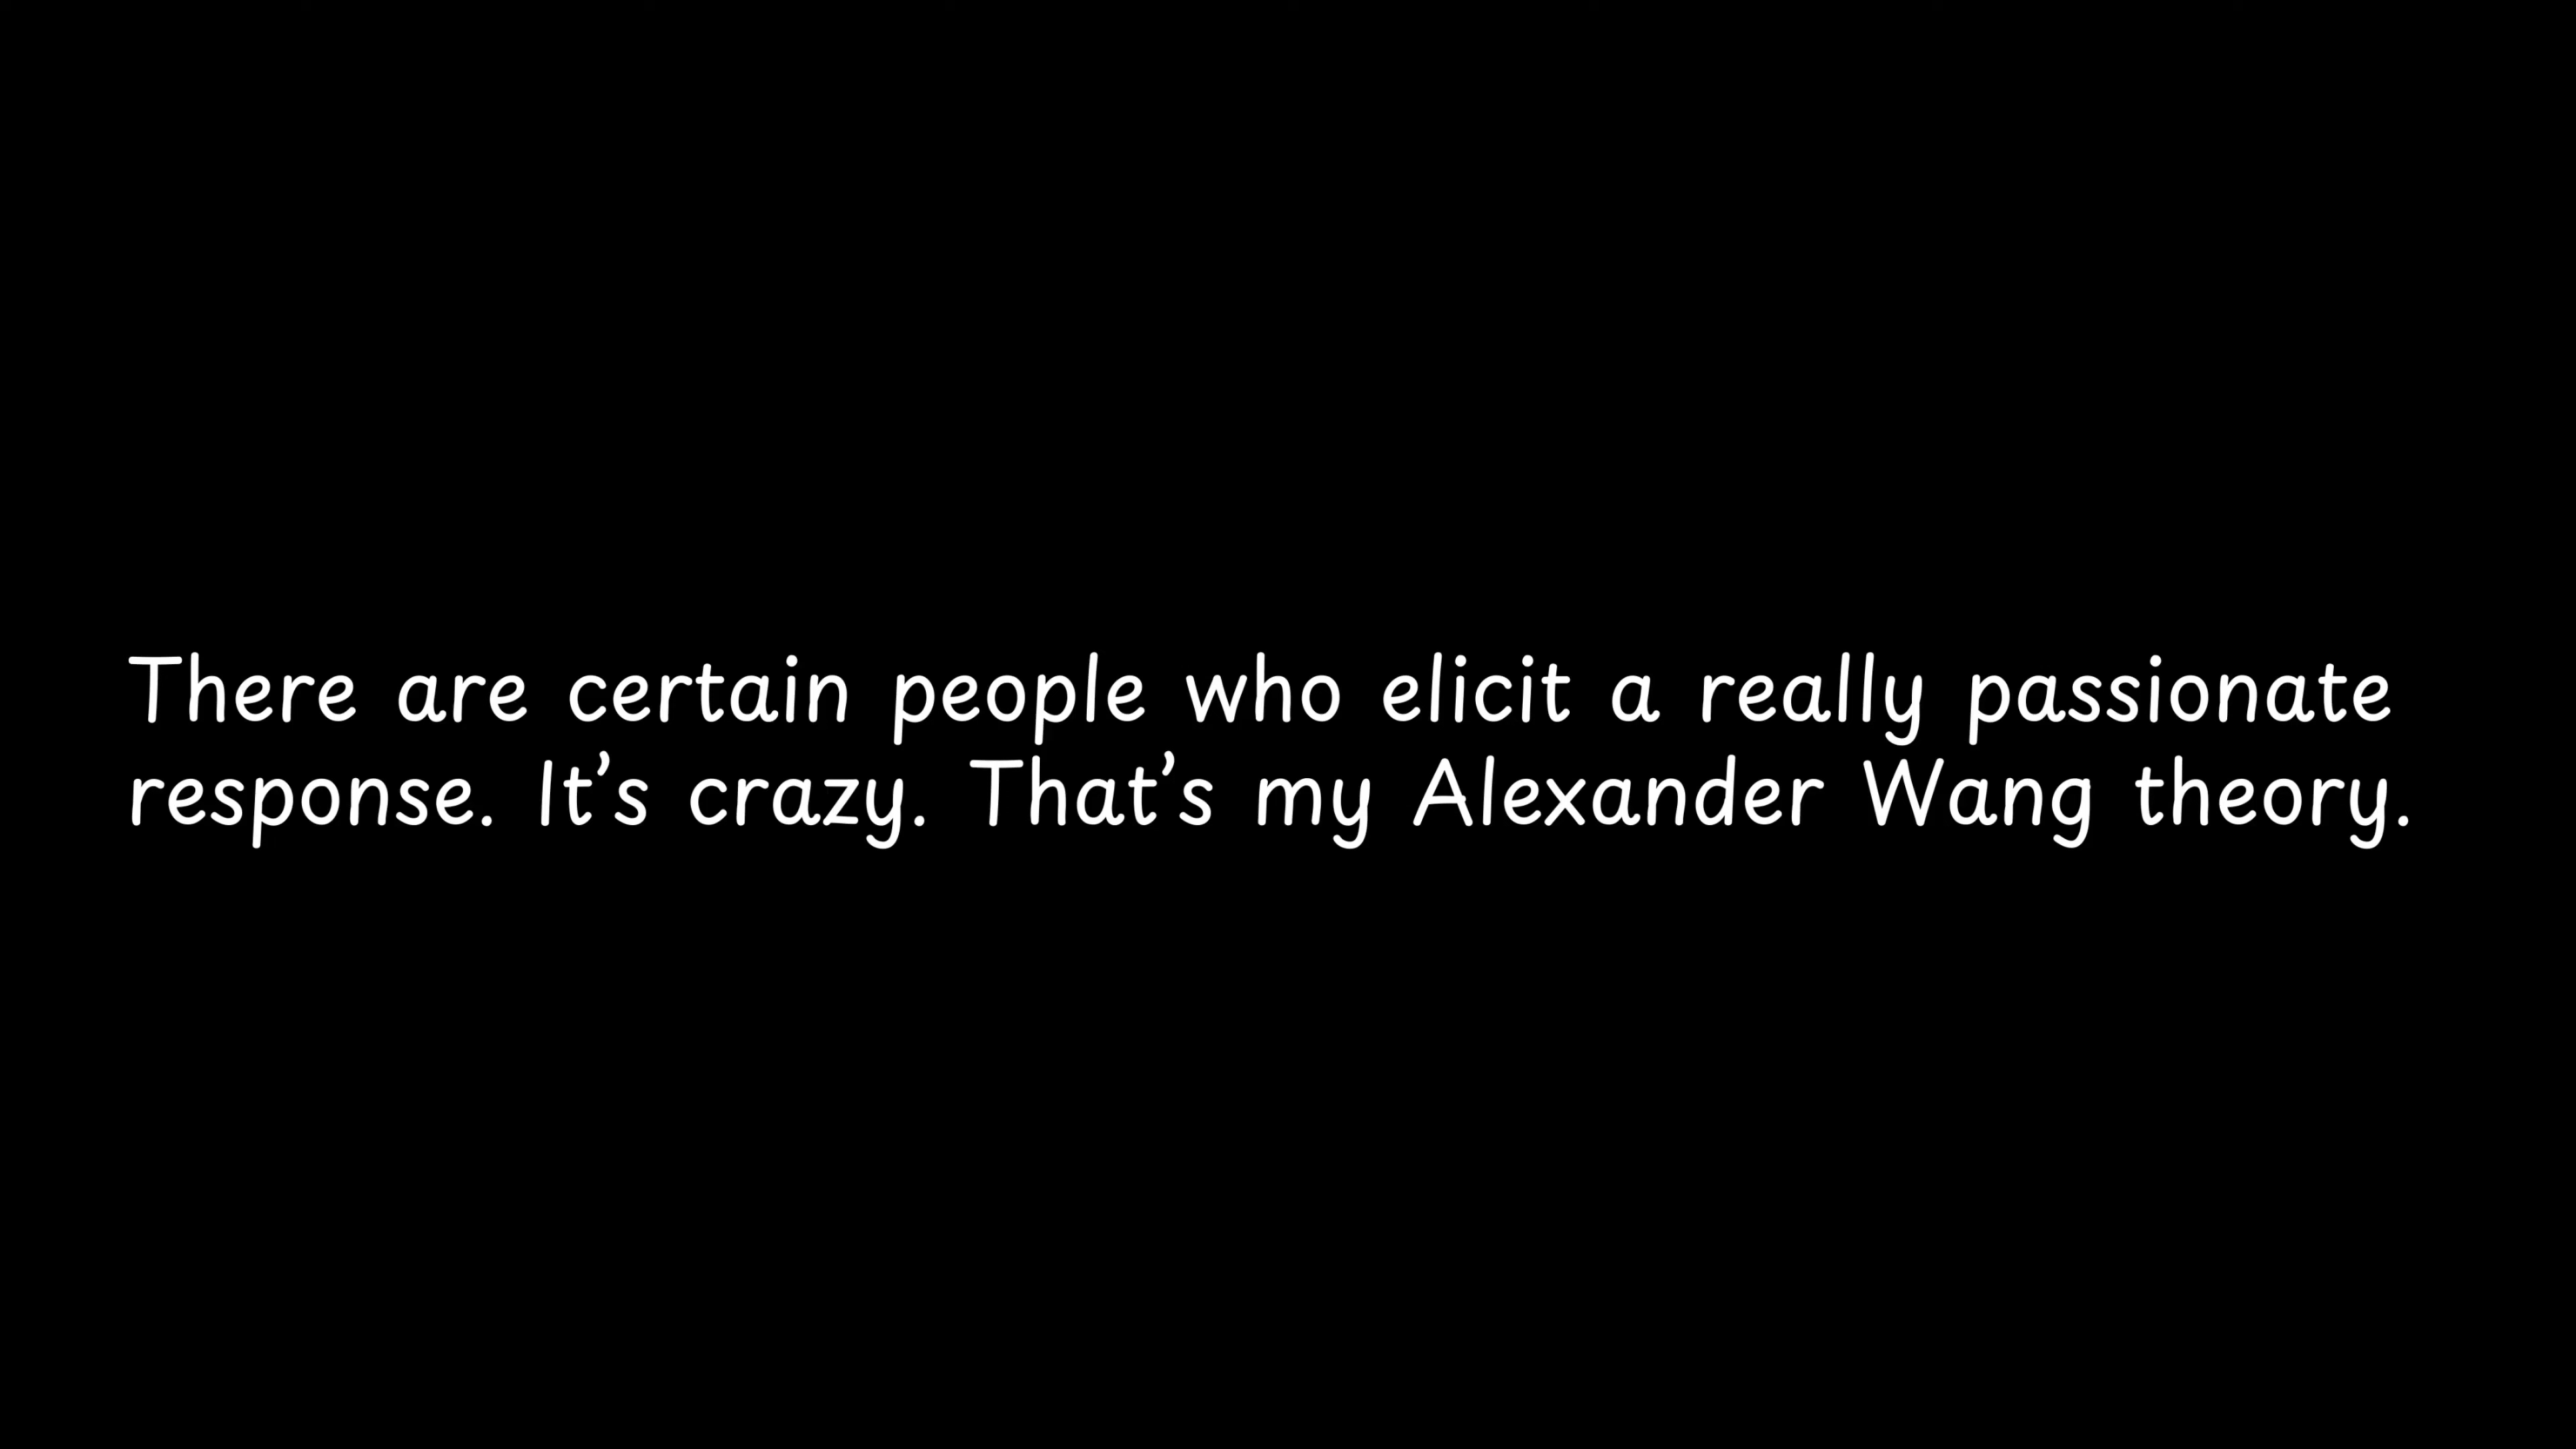 There are certain people who elicit a really passionate
response. It’s crazy. That’s my Alexander Wang theory.